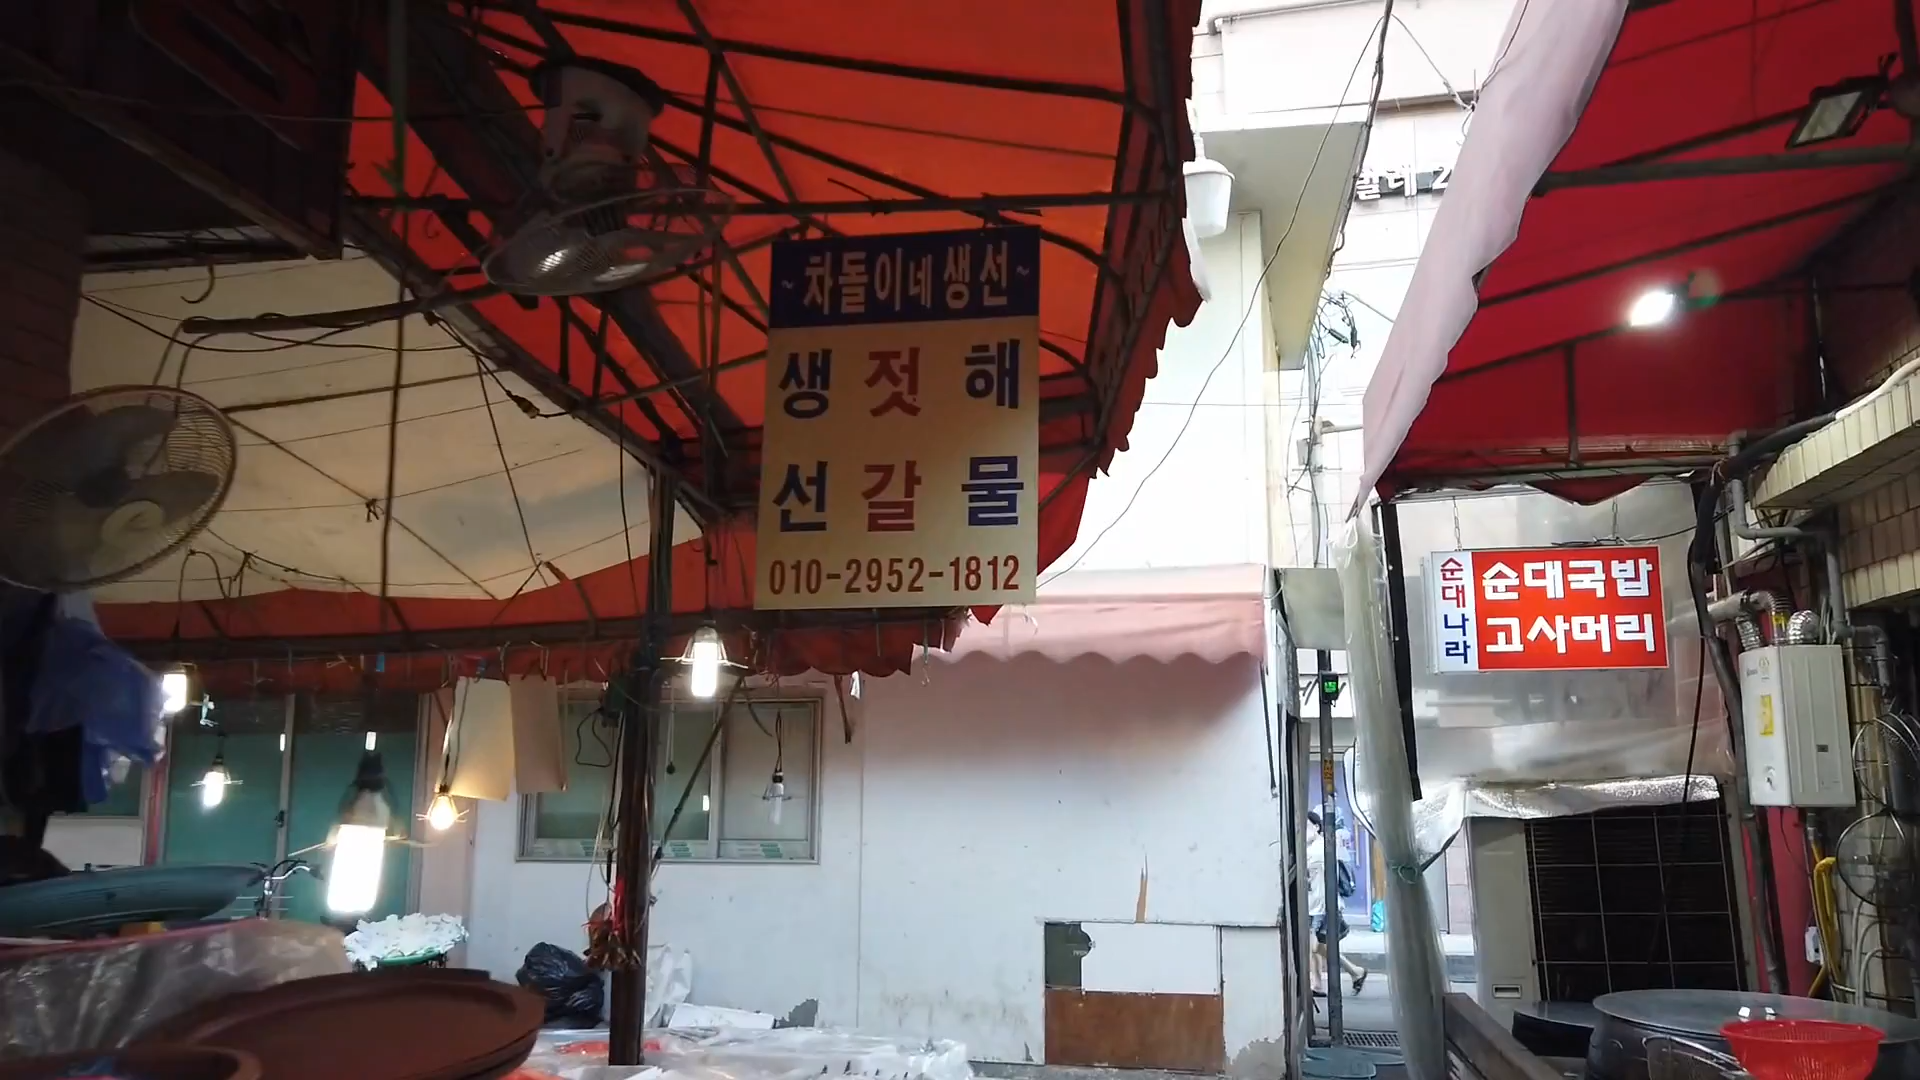 ~차돌이네생선~
생 젓 해
선 갈 물
010-2952-1812
순대나라
순대국밥
고사머리